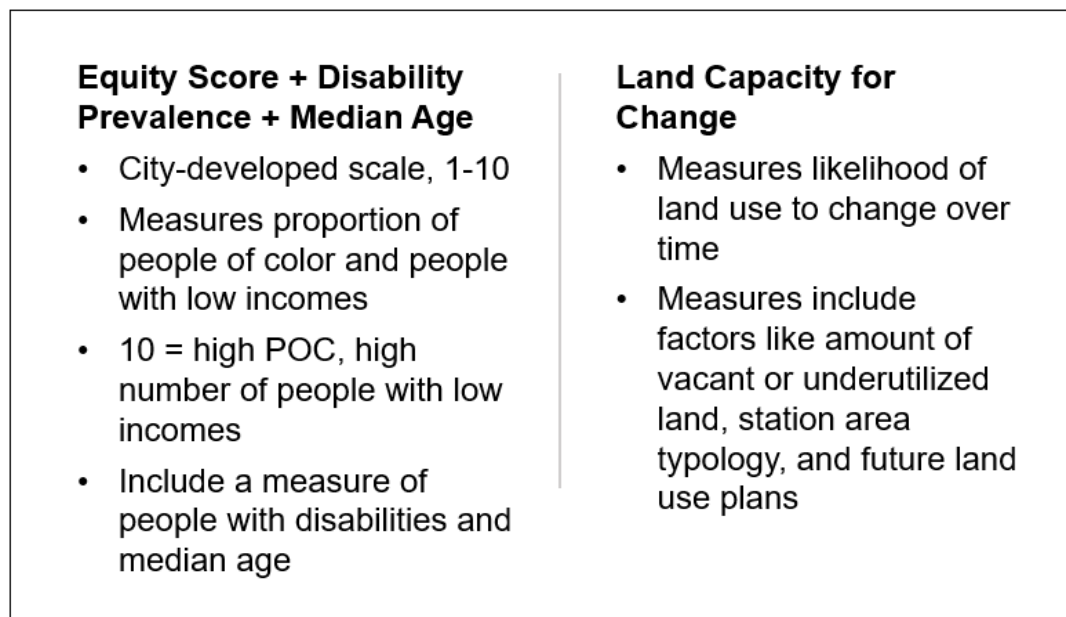 Equity Score + Disability
Prevalence + Median Age
• City-developed scale, 1-10
• Measures proportion of
people of color and people
with low incomes
• 10 = high POC, high
number of people with low
incomes
• Include a measure of
people with disabilities and
median age
Land Capacity for
Change
• Measures likelihood of
land use to change over
time
• Measures include
factors like amount of
vacant or underutilized
land, station area
typology, and future land
use plans